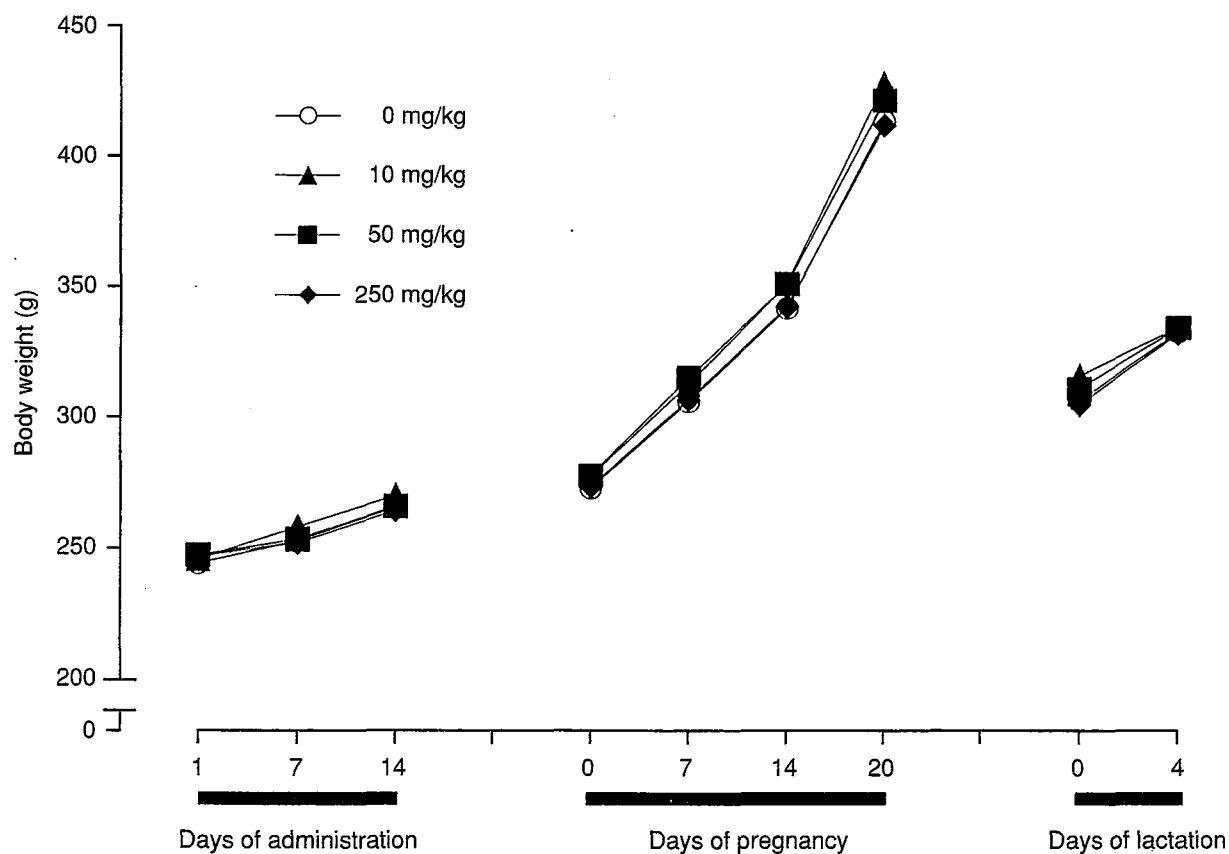 450
400
350
300
250
200
0
Body weight (g)
0 mg/kg
10 mg/kg
50 mg/kg
250 mg/kg
1 7 14 0 7 14 20 0 4
Days of administration Days of pregnancy Days of lactation